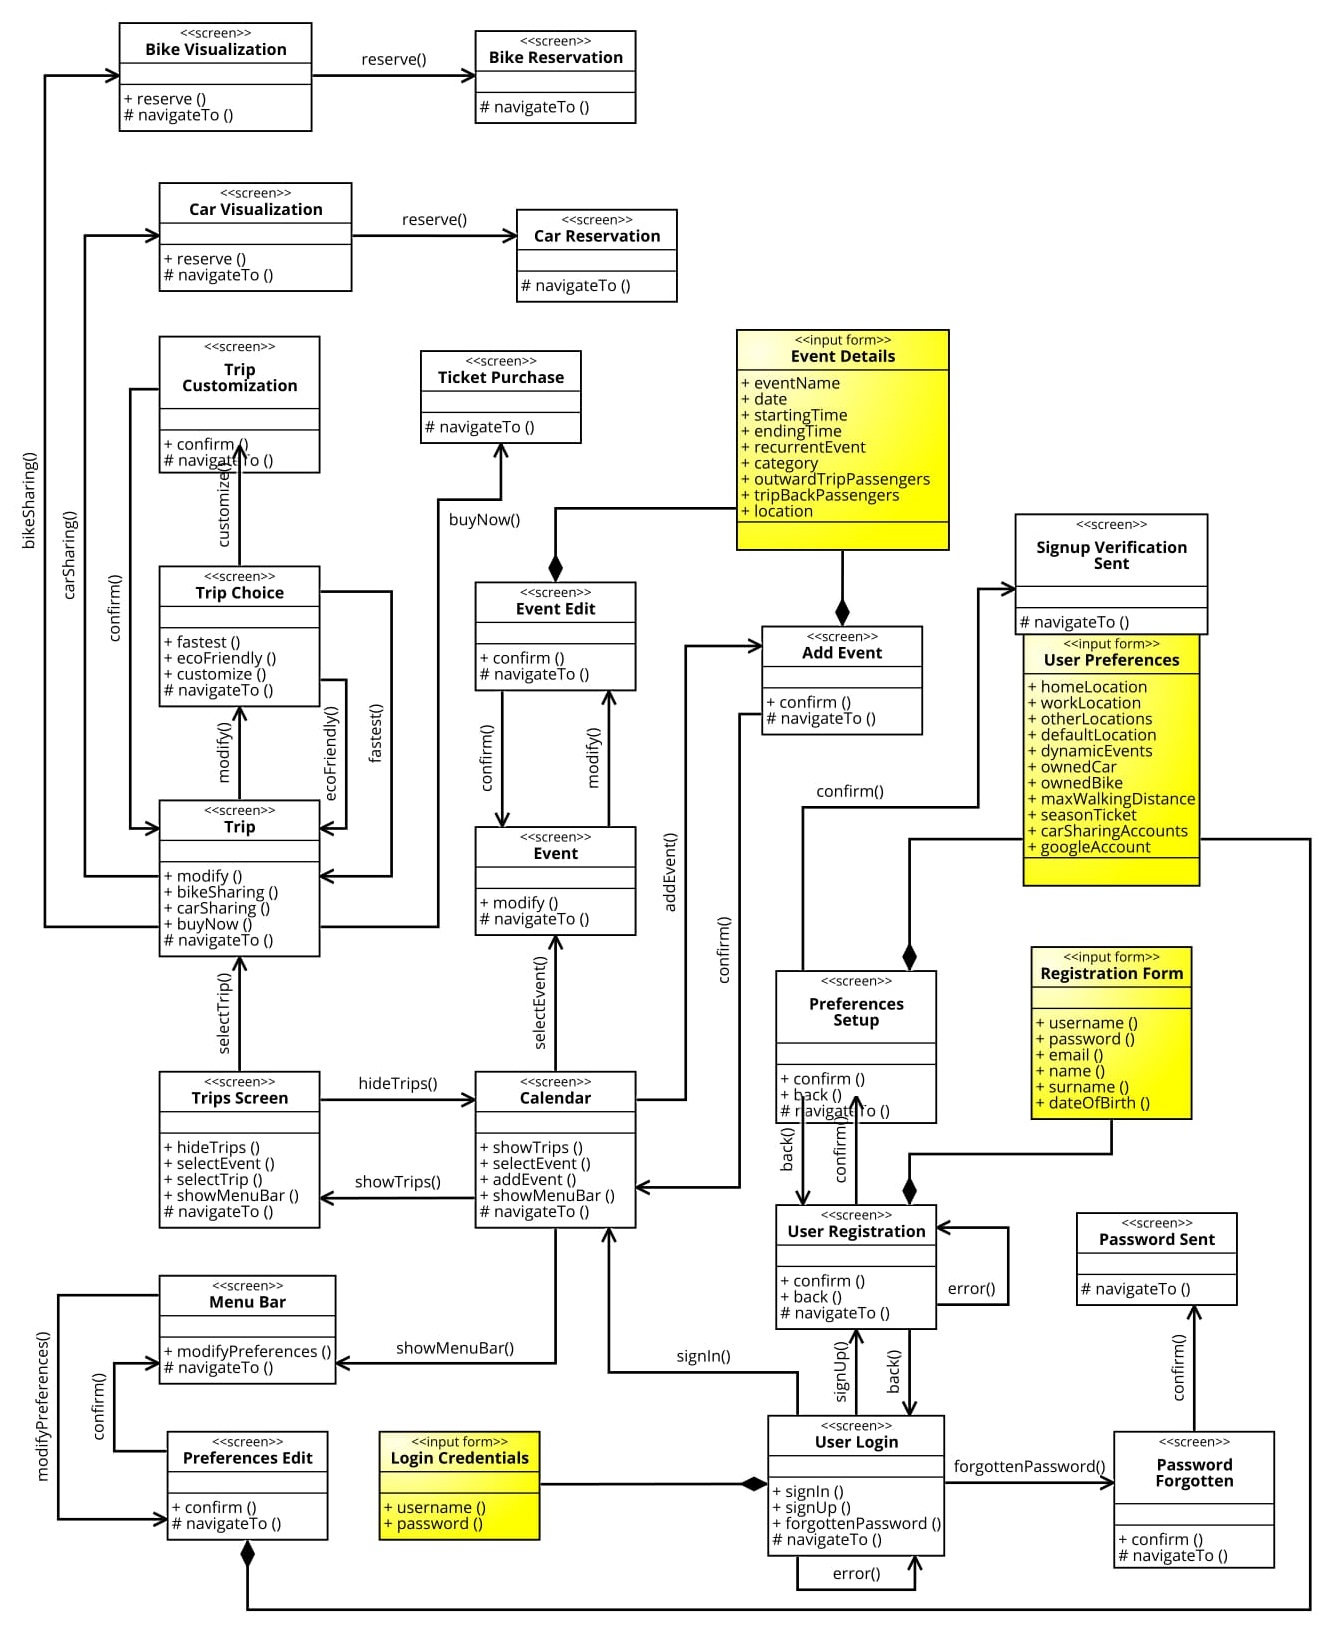 <<screen>>
Bike Visualization
+ reserve ()
# navigateTo ()
reserve()
<<screen>>
Bike Reservation
# navigateTo ()
<<screen>>
Car Visualization
+ reserve ()
# navigateTo ()
reserve()
<<screen>>
Car Reservation
# navigateTo ()
<<screen>>
Trip
Customization
+ confirm ()
# navigateTo ()
<<screen>>
Ticket Purchase
# navigateTo ()
<<input form>>
Event Details
+ eventName
+ date
+ startingTime
+ endingTime
+ recurrentEvent
+ category
+ outwardTripPassengers
+ tripBackPassengers
+ location
bikeSharing()
carSharing()
confirm()
customize()
buyNow()
<<screen>>
Signup Verification
Sent
# navigateTo ()
<<screen>>
Trip Choice
+ fastest ()
+ ecoFriendly ()
+ customize ()
# navigateTo ()
<<screen>>
Event Edit
+ confirm ()
# navigateTo ()
<<screen>>
Add Event
+ confirm ()
# navigateTo ()
<<input form>>
User Preferences
+ homeLocation
+ workLocation
+ otherLocations
+ defaultLocation
+ dynamicEvents
+ ownedCar
+ ownedBike
+ maxWalkingDistance
+ seasonTicket
+ carSharingAccounts
+ googleAccount
modify()
ecoFriendly()
fastest()
confirm()
modify()
confirm()
<<screen>>
Trip
+ modify ()
+ bikeSharing ()
+ carSharing ()
+ buyNow ()
# navigateTo ()
<<screen>>
Event
+ modify ()
# navigateTo ()
addEvent()
confirm()
selectTrip()
selectEvent()
<<screen>>
Preferences
Setup
+ confirm ()
+ back ()
# navigateTo ()
<<input form>>
Registration Form
+ username ()
+ password ()
+ email ()
+ name ()
+ surname ()
+ dateOfBirth ()
<<screen>>
Trips Screen
+ hideTrips ()
+ selectEvent ()
+ selectTrip ()
+ showMenuBar ()
# navigateTo ()
hideTrips()
showTrips()
<<screen>>
Calendar
+ showTrips ()
+ selectEvent ()
+ addEvent ()
+ showMenuBar ()
# navigateTo ()
back()
confirm()
<<screen>>
User Registration
+ confirm ()
+ back ()
# navigateTo ()
error()
<<screen>>
Password Sent
# navigateTo ()
<<screen>>
Menu Bar
+ modifyPreferences ()
# navigateTo ()
modifyPreferences()
confirm()
showMenuBar()
signIn()
signUp()
back()
confirm()
<<screen>>
Preferences Edit
+ confirm ()
# navigateTo ()
<<input form>>
Login Credentials
+ username ()
+ password ()
<<screen>>
User Login
+ signIn ()
+ signUp ()
+ forgottenPassword ()
# navigateTo ()
forgottenPassword()
<<screen>>
Password
Forgotten
+ confirm ()
# navigateTo ()
error()